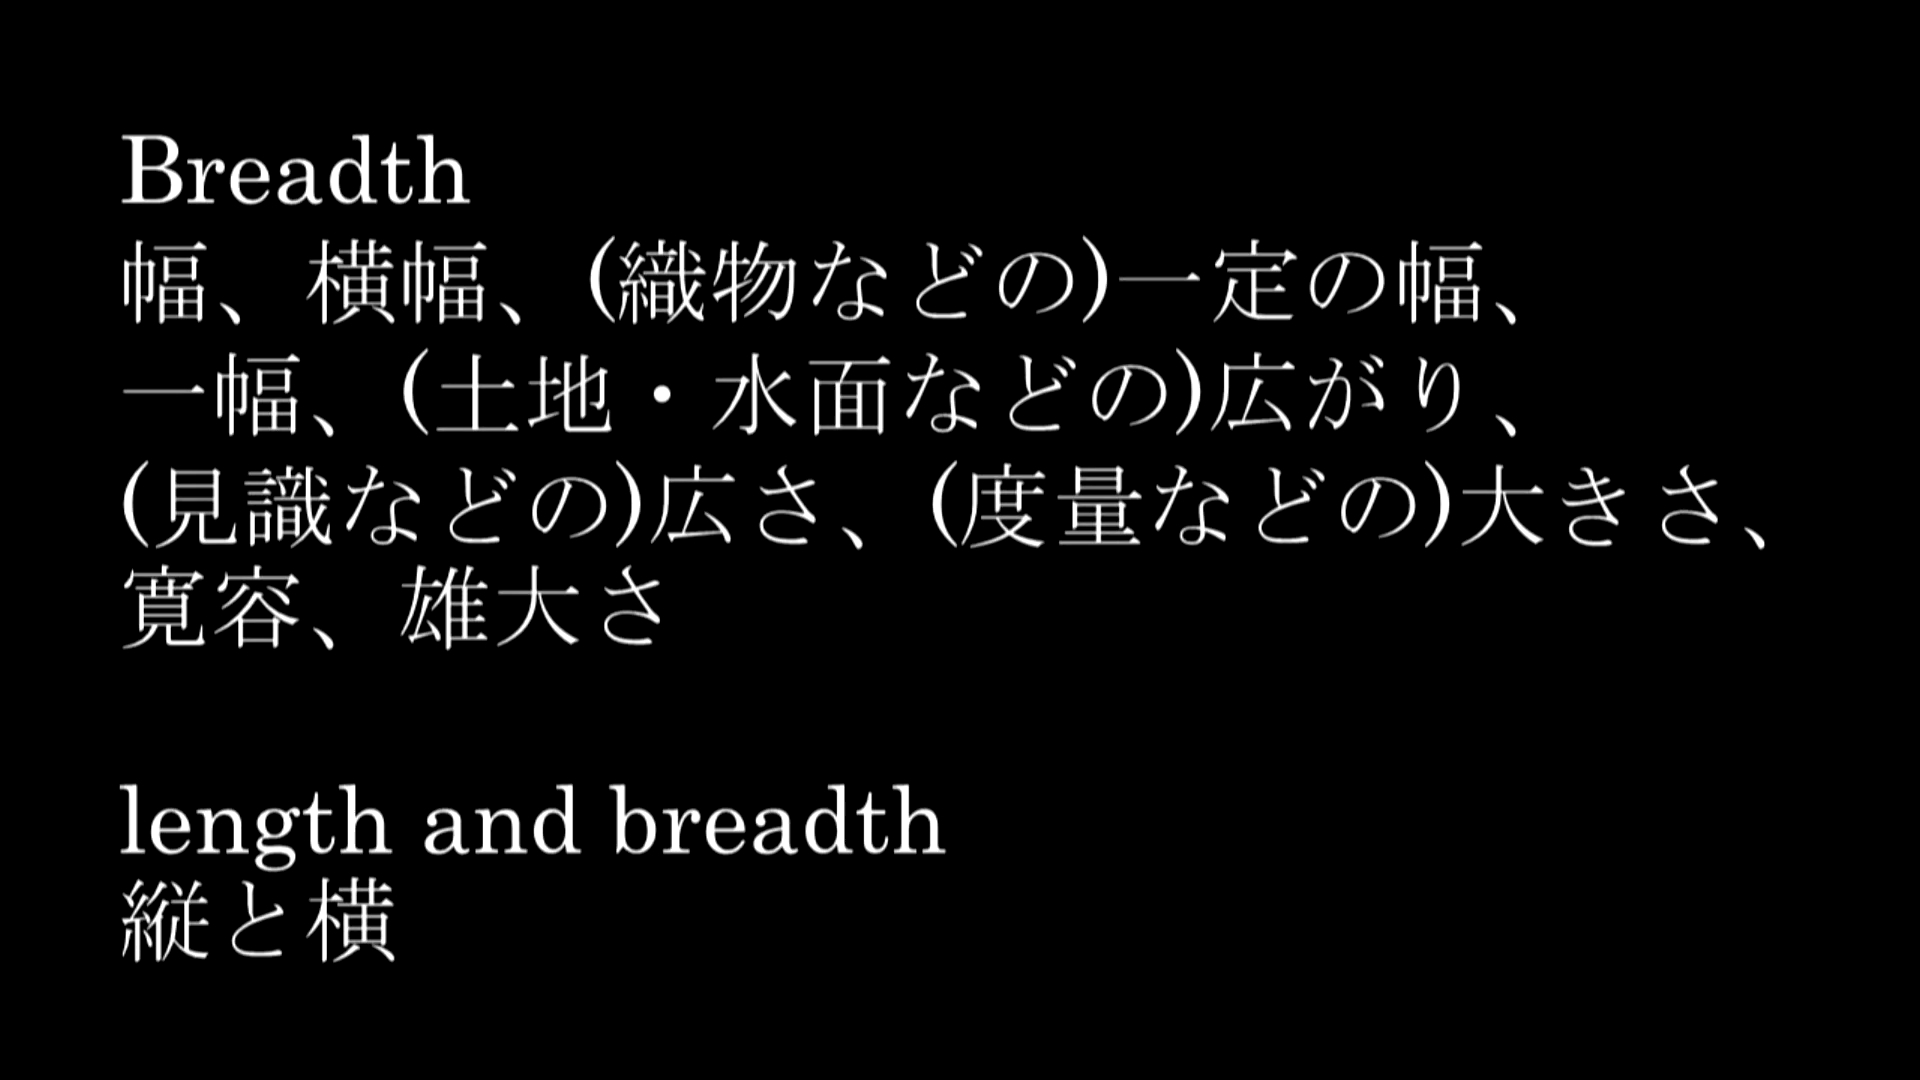 Breadth
幅、横幅、(織物などの)一定の幅、
一幅、(土地・水面などの)広がり、
(見識などの)広さ、(度量などの)大きさ、
寛容、雄大さ
length and breadth
縦と横